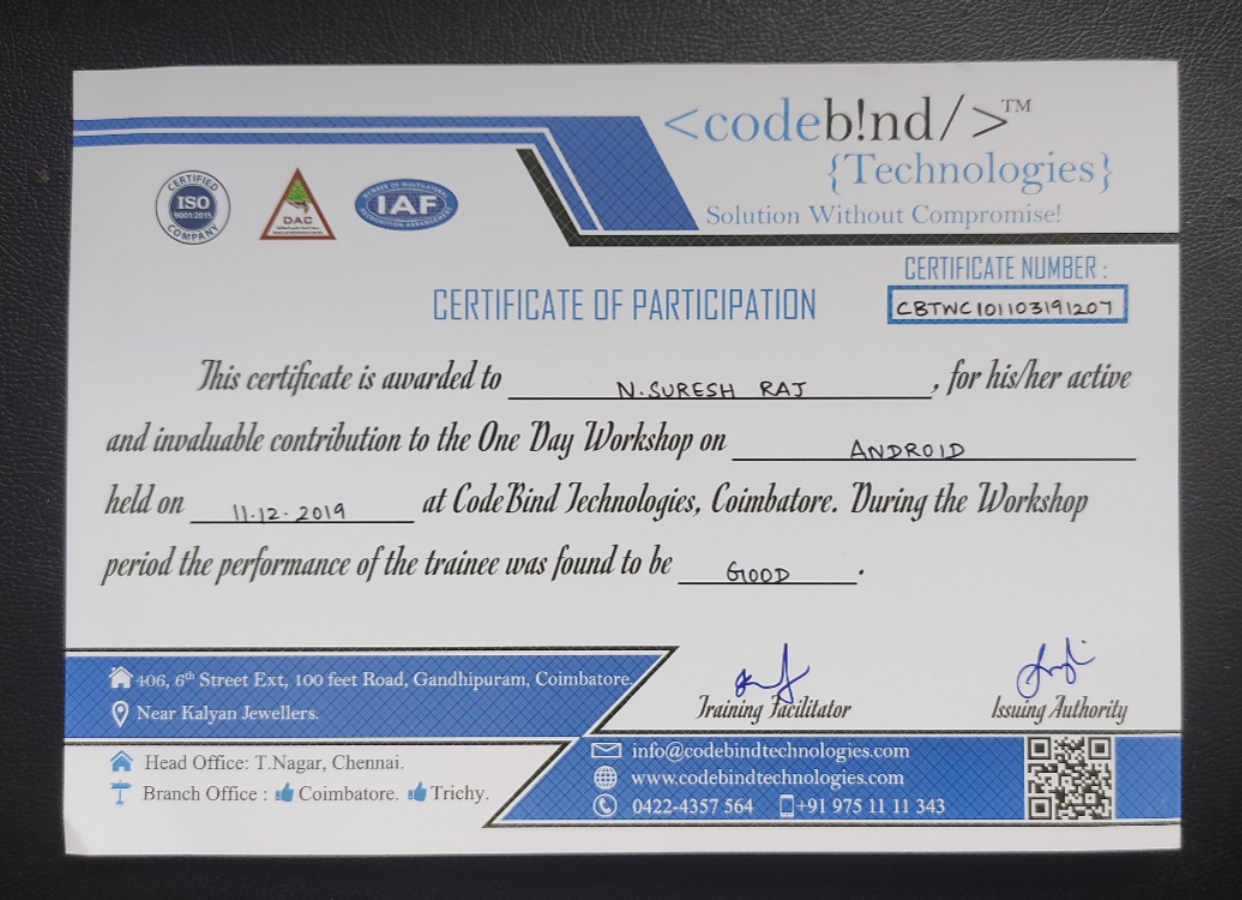 <codeb!nd/>™
{Technologies}
Solution Without Compromise!
CERTIFIED
ISO
9001:2015
COMPANY
DAC
IAF
CERTIFICATE NUMBER :
CBTWC101103191207
CERTIFICATE OF PARTICIPATION
This certificate is awarded to N.SURESH RAJ , for his/her active
and invaluable contribution to the One Day Workshop on ANDROID
held on 11.12.2019 at CodeBind Technologies, Coimbatore. During the Workshop
period the performance of the trainee was found to be GOOD .
406, 6th Street Ext, 100 feet Road, Gandhipuram, Coimbatore.
Near Kalyan Jewellers.
Training Facilitator
Issuing Authority
Head Office: T.Nagar, Chennai.
Branch Office : Coimbatore. Trichy.
info@codebindtechnologies.com
www.codebindtechnologies.com
0422-4357 564 +91 975 11 11 343